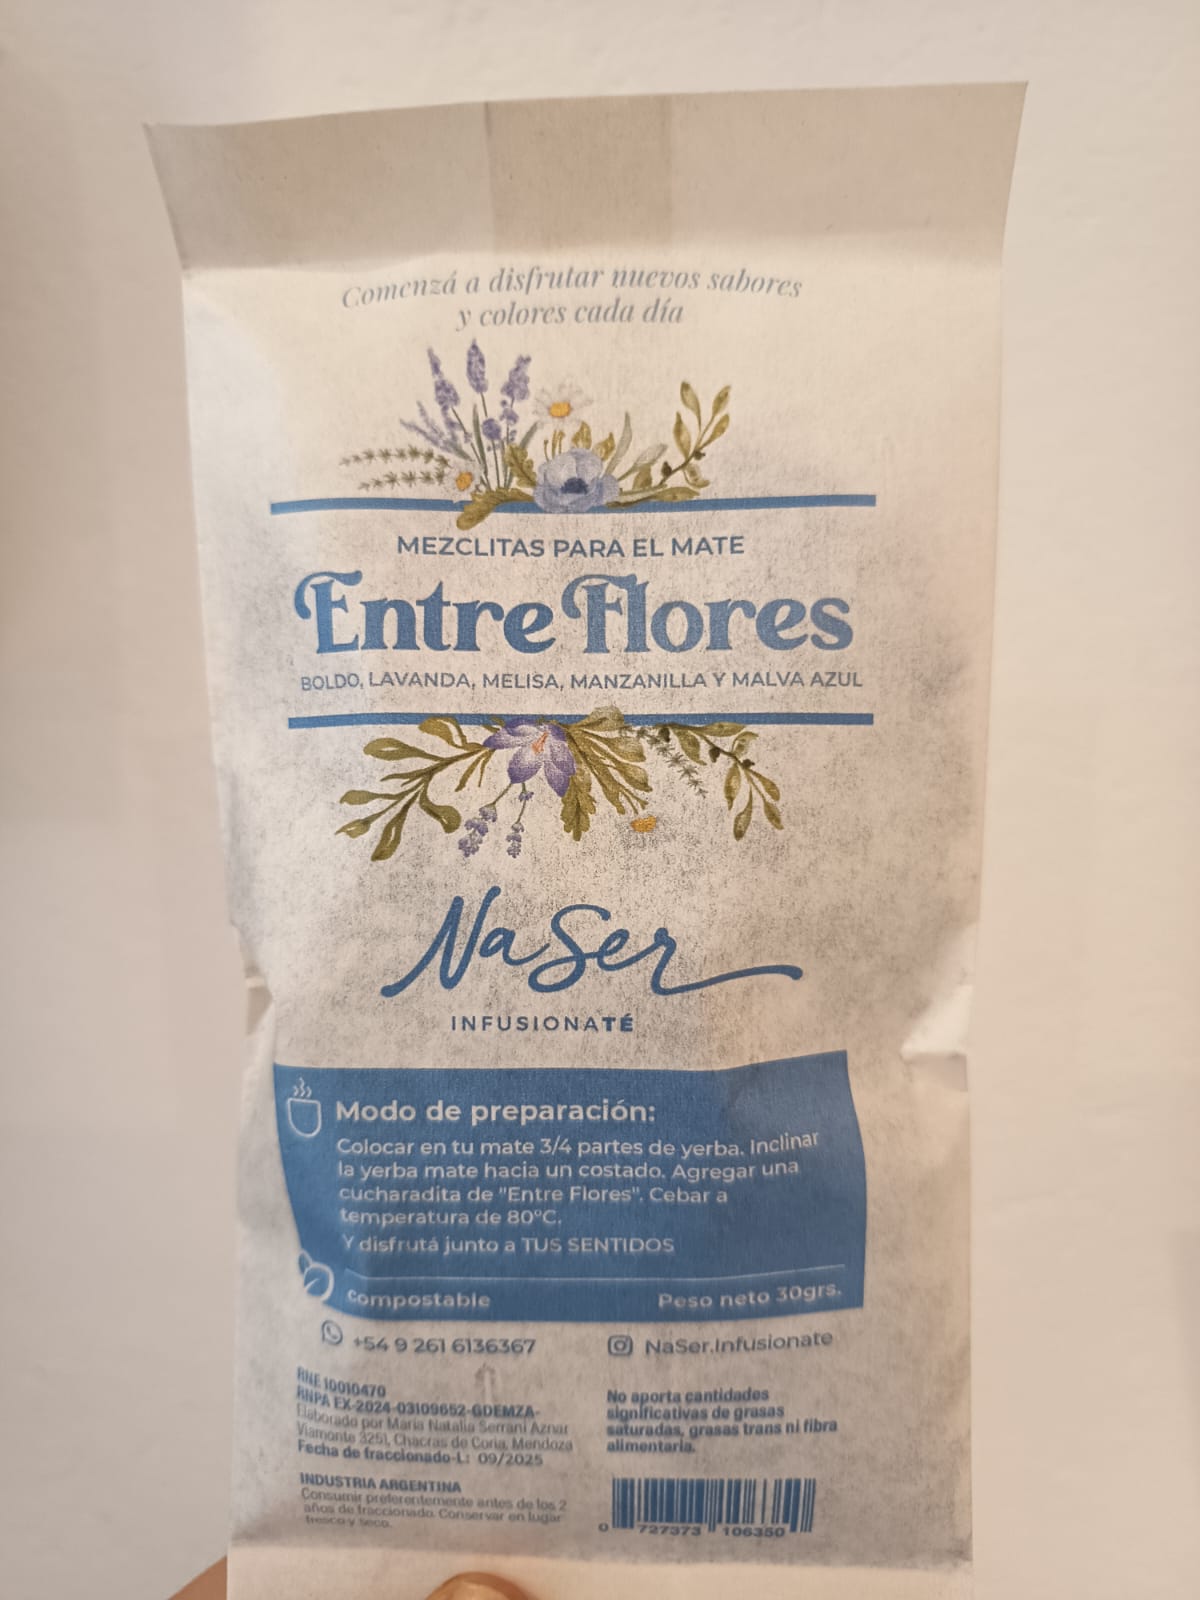 Comenzá a disfrutar nuevos sabores
y colores cada día
MEZCLITAS PARA EL MATE
Entre Flores
BOLDO, LAVANDA, MELISA, MANZANILLA Y MALVA AZUL
NaSer
INFUSIONATÉ
Modo de preparación:
Colocar en tu mate 3/4 partes de yerba. Inclinar
la yerba mate hacia un costado. Agregar una
cucharadita de "Entre Flores". Cebar a
temperatura de 80°C.
Y disfrutá junto a TUS SENTIDOS
compostable
Peso neto 30grs.
+54 9 261 6136367
NaSer.Infusionate
RNE 10010470
RNPA EX-2024-03109652-GDEMZA-
Elaborado por María Natalia Serrani Aznar
Viamonte 3251, Chacras de Coria, Mendoza
Fecha de fraccionado-L: 09/2025
INDUSTRIA ARGENTINA
Consumir preferentemente antes de los 2
años de fraccionado. Conservar en lugar
fresco y seco.
No aporta cantidades
significativas de grasas
saturadas, grasas trans ni fibra
alimentaria.
0 727373 106350